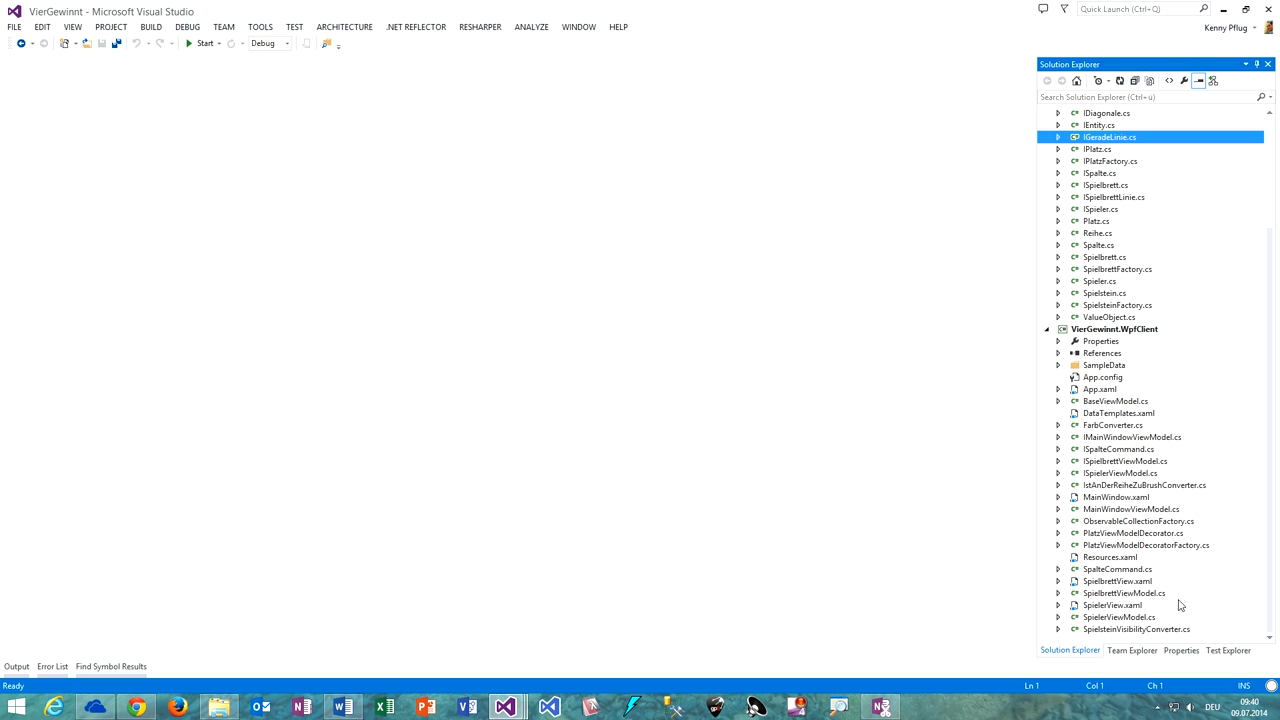 VierGewinnt - Microsoft Visual Studio
Quick Launch (Ctrl+Q)
FILE EDIT VIEW PROJECT BUILD DEBUG TEAM TOOLS TEST ARCHITECTURE .NET REFLECTOR RESHARPER ANALYZE WINDOW HELP
Kenny Pflug
Start
Debug
Solution Explorer
Search Solution Explorer (Ctrl+ü)
IDiagonale.cs
IEntity.cs
IGeradeLinie.cs
IPlatz.cs
IPlatzFactory.cs
ISpalte.cs
ISpielbrett.cs
ISpielbrettLinie.cs
ISpieler.cs
Platz.cs
Reihe.cs
Spalte.cs
Spielbrett.cs
SpielbrettFactory.cs
Spieler.cs
Spielstein.cs
SpielsteinFactory.cs
ValueObject.cs
VierGewinnt.WpfClient
Properties
References
SampleData
App.config
App.xaml
BaseViewModel.cs
DataTemplates.xaml
FarbConverter.cs
IMainWindowViewModel.cs
ISpalteCommand.cs
ISpielbrettViewModel.cs
ISpielerViewModel.cs
IstAnDerReiheZuBrushConverter.cs
MainWindow.xaml
MainWindowViewModel.cs
ObservableCollectionFactory.cs
PlatzViewModelDecorator.cs
PlatzViewModelDecoratorFactory.cs
Resources.xaml
SpalteCommand.cs
SpielbrettView.xaml
SpielbrettViewModel.cs
SpielerView.xaml
SpielerViewModel.cs
SpielsteinVisibilityConverter.cs
Solution Explorer Team Explorer Properties Test Explorer
Output Error List Find Symbol Results
Ready Ln 1 Col 1 Ch 1 INS
DEU
09:40
09.07.2014